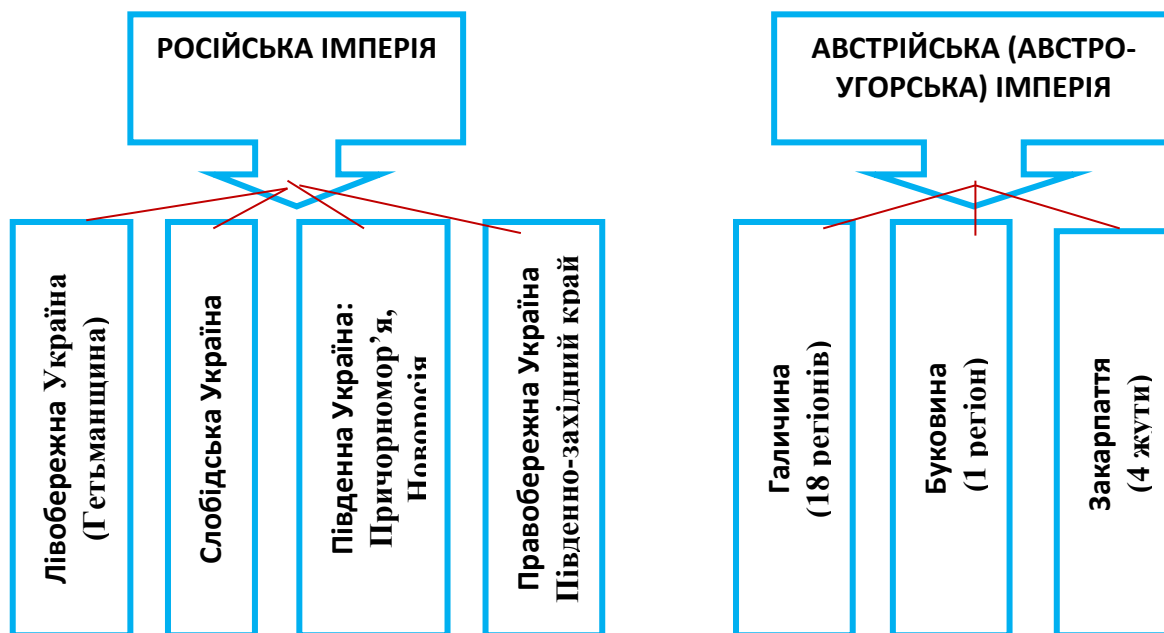 РОСІЙСЬКА ІМПЕРІЯ
АВСТРІЙСЬКА (АВСТРО-
УГОРСЬКА) ІМПЕРІЯ
Лівобережна Україна
(Гетьманщина)
Слобідська Україна
Південна Україна:
Причорномор’я,
Новоросія
Правобережна Україна
Південно-західний край
Галичина
(18 регіонів)
Буковина
(1 регіон)
Закарпаття
(4 жути)